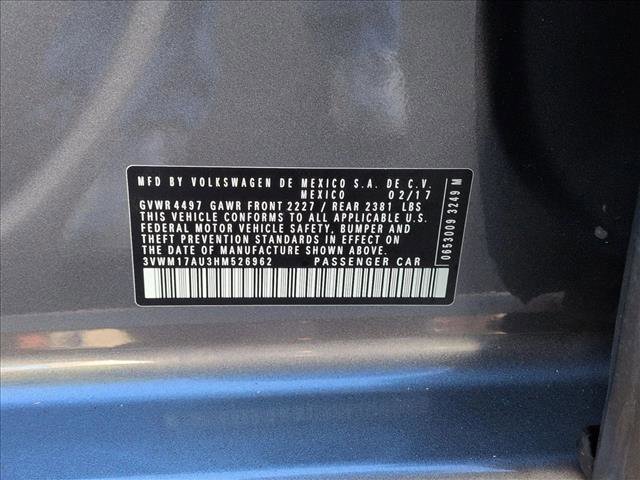 MFD BY VOLKSWAGEN DE MEXICO S.A. DE C.V.
MEXICO 02/17
GVWR 4497 GAWR FRONT 2227 / REAR 2381 LBS
THIS VEHICLE CONFORMS TO ALL APPLICABLE U.S.
FEDERAL MOTOR VEHICLE SAFETY, BUMPER AND
THEFT PREVENTION STANDARDS IN EFFECT ON
THE DATE OF MANUFACTURE SHOWN ABOVE.
3VWM17AU3HM526962 PASSENGER CAR
0653009 3249 M